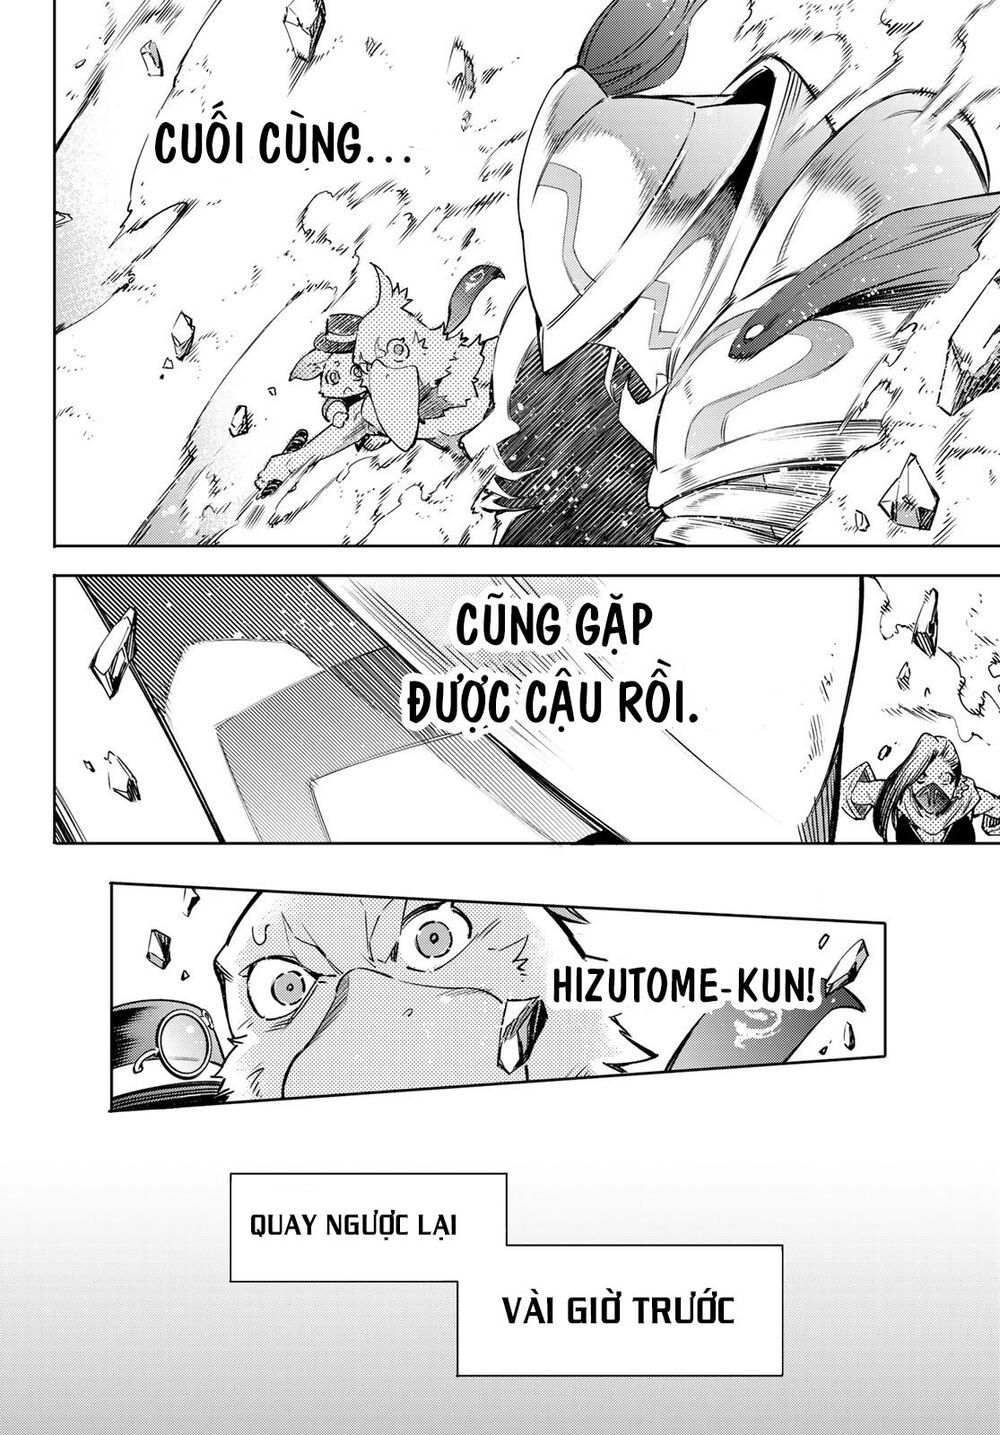 CUỐI CÙNG...
CŨNG GẶP
ĐƯỢC CẬU RỒI.
HIZUTOME-KUN!
QUAY NGƯỢC LẠI
VÀI GIỜ TRƯỚC